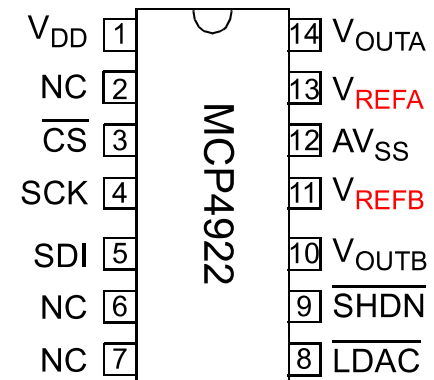 VDD 1 14 VOUTA
NC 2 13 VREFA
CS 3 12 AVSS
SCK 4 11 VREFB
SDI 5 10 VOUTB
NC 6 9 SHDN
NC 7 8 LDAC
MCP4922